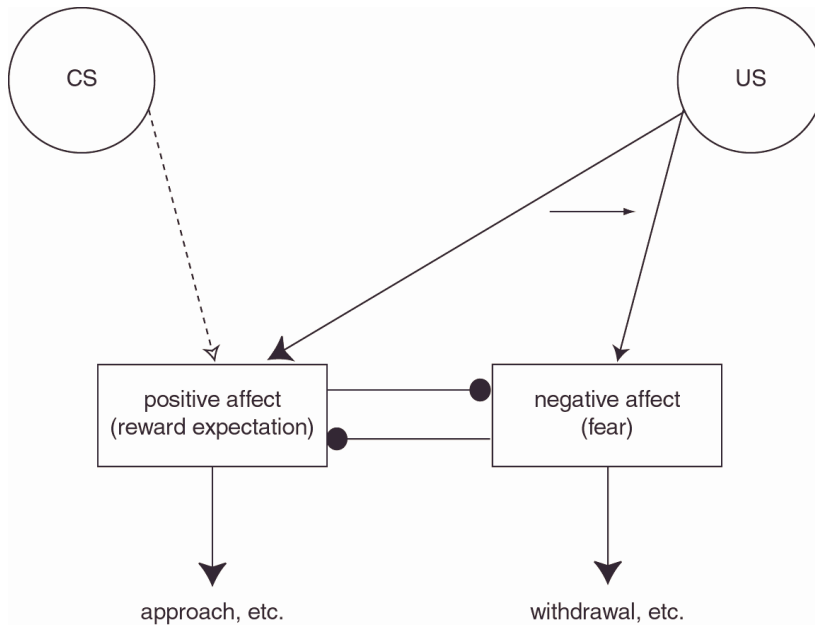 CS
US
positive affect
(reward expectation)
negative affect
(fear)
approach, etc.
withdrawal, etc.